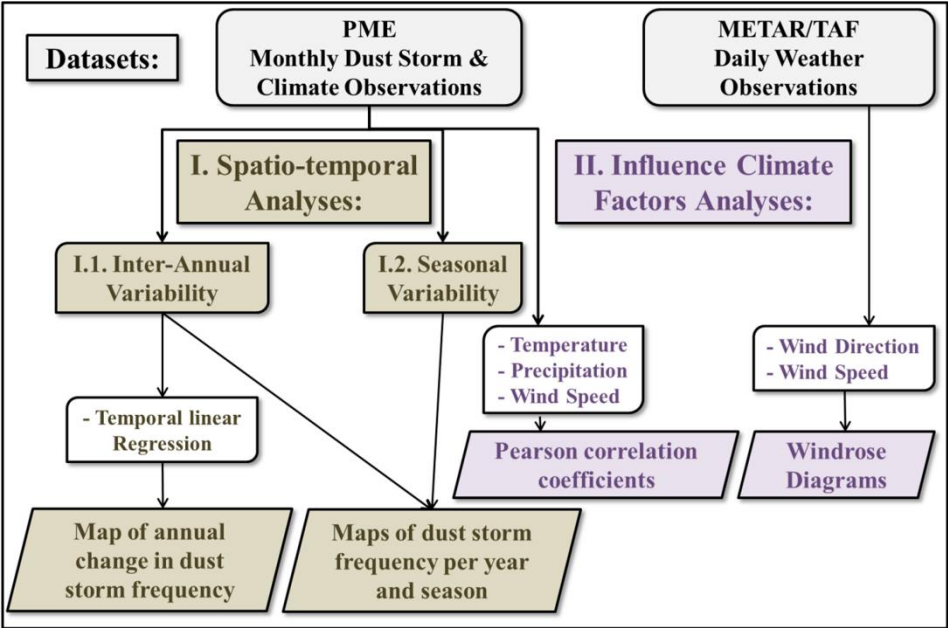 Datasets:
PME
Monthly Dust Storm &
Climate Observations
METAR/TAF
Daily Weather
Observations
I. Spatio-temporal
Analyses:
II. Influence Climate
Factors Analyses:
I.1. Inter-Annual
Variability
I.2. Seasonal
Variability
- Temperature
- Precipitation
- Wind Speed
- Wind Direction
- Wind Speed
- Temporal linear
Regression
Pearson correlation
coefficients
Windrose
Diagrams
Map of annual
change in dust
storm frequency
Maps of dust storm
frequency per year
and season